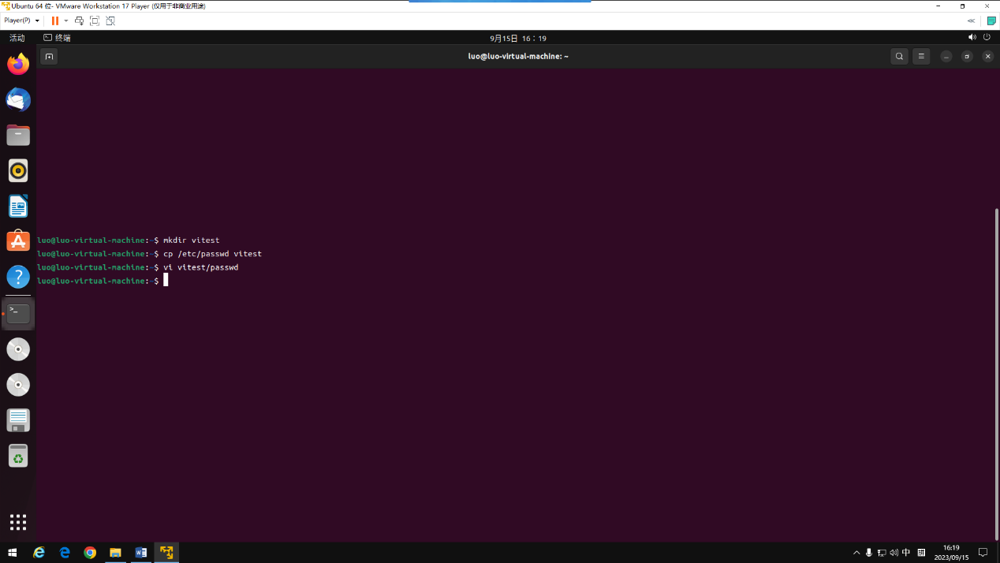 Ubuntu 64 位- VMware Workstation 17 Player (仅用于非商业用途)
Player(P)
活动
终端
9月15日 16：19
luo@luo-virtual-machine: ~
luo@luo-virtual-machine:~$ mkdir vitest
luo@luo-virtual-machine:~$ cp /etc/passwd vitest
luo@luo-virtual-machine:~$ vi vitest/passwd
luo@luo-virtual-machine:~$
中
拼
16:19
2023/09/15